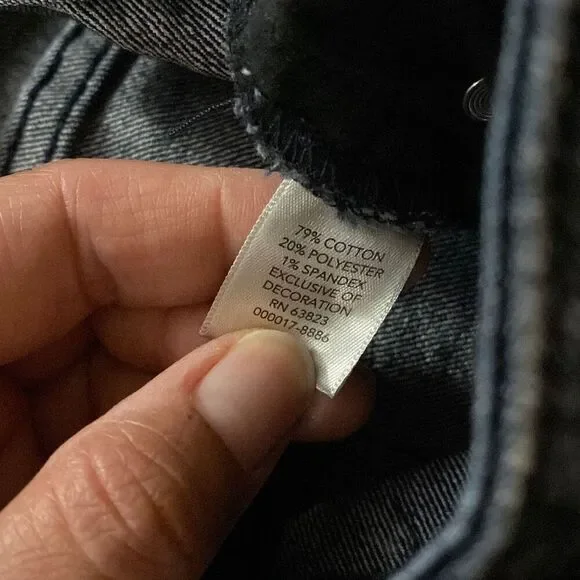 79% COTTON
20% POLYESTER
1% SPANDEX
EXCLUSIVE OF
DECORATION
RN 63823
000017-8886